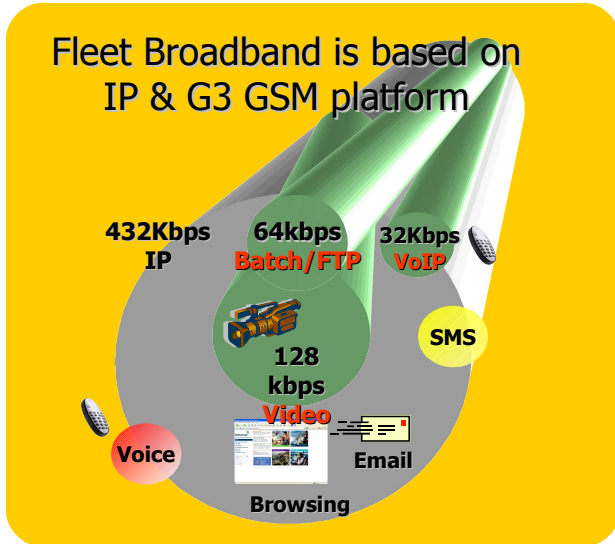 Fleet Broadband is based on
IP & G3 GSM platform
432Kbps
IP
64kbps
Batch/FTP
32Kbps
VoIP
SMS
128
kbps
Video
Voice
Email
Browsing